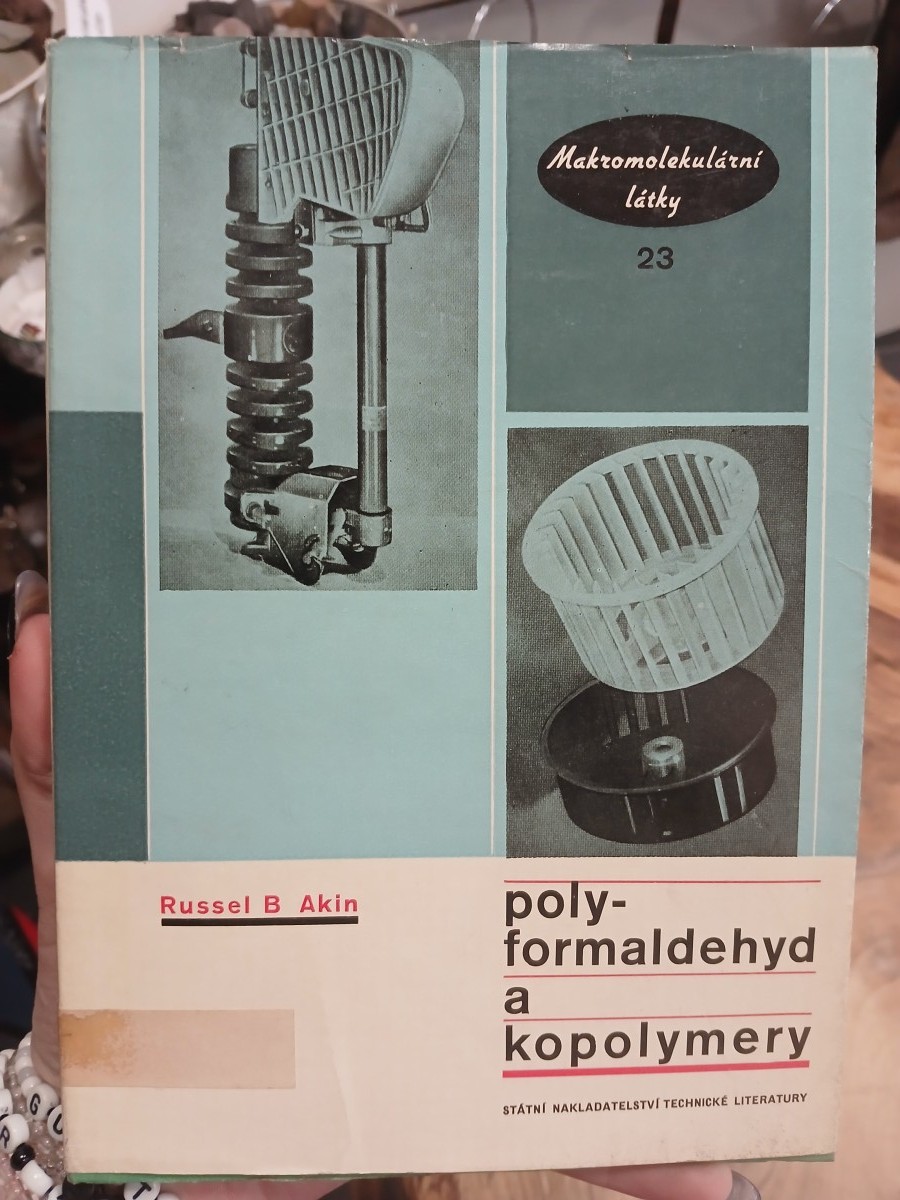 Makromolekulární
látky
23
Russel B Akin
poly-
formaldehyd
a
kopolymery
STÁTNÍ NAKLADATELSTVÍ TECHNICKÉ LITERATURY
G
R
T